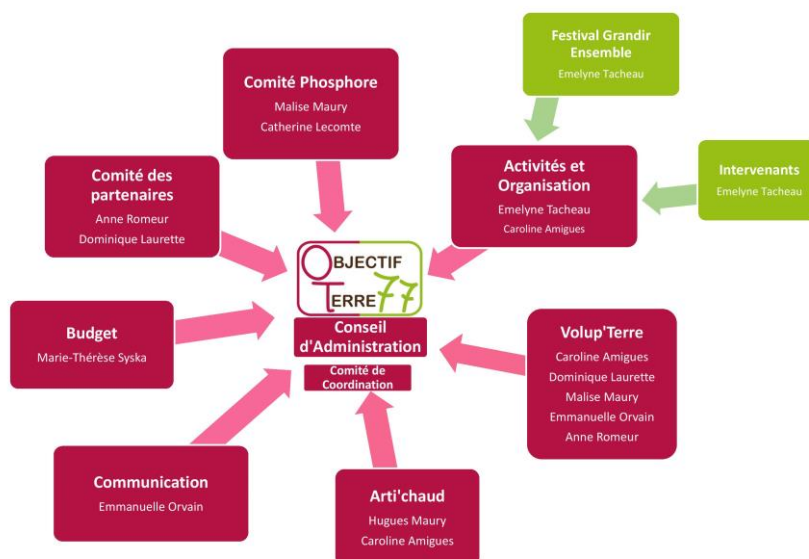 Festival Grandir
Ensemble
Emelyne Tacheau
Comité Phosphore
Malise Maury
Catherine Lecomte
Activités et
Organisation
Emelyne Tacheau
Caroline Amigues
Intervenants
Emelyne Tacheau
Comité des
partenaires
Anne Romeur
Dominique Laurette
OBJECTIF
TERRE 77
Conseil
d'Administration
Comité de
Coordination
Budget
Marie-Thérèse Syska
Volup'Terre
Caroline Amigues
Dominique Laurette
Malise Maury
Emmanuelle Orvain
Anne Romeur
Communication
Emmanuelle Orvain
Arti'chaud
Hugues Maury
Caroline Amigues